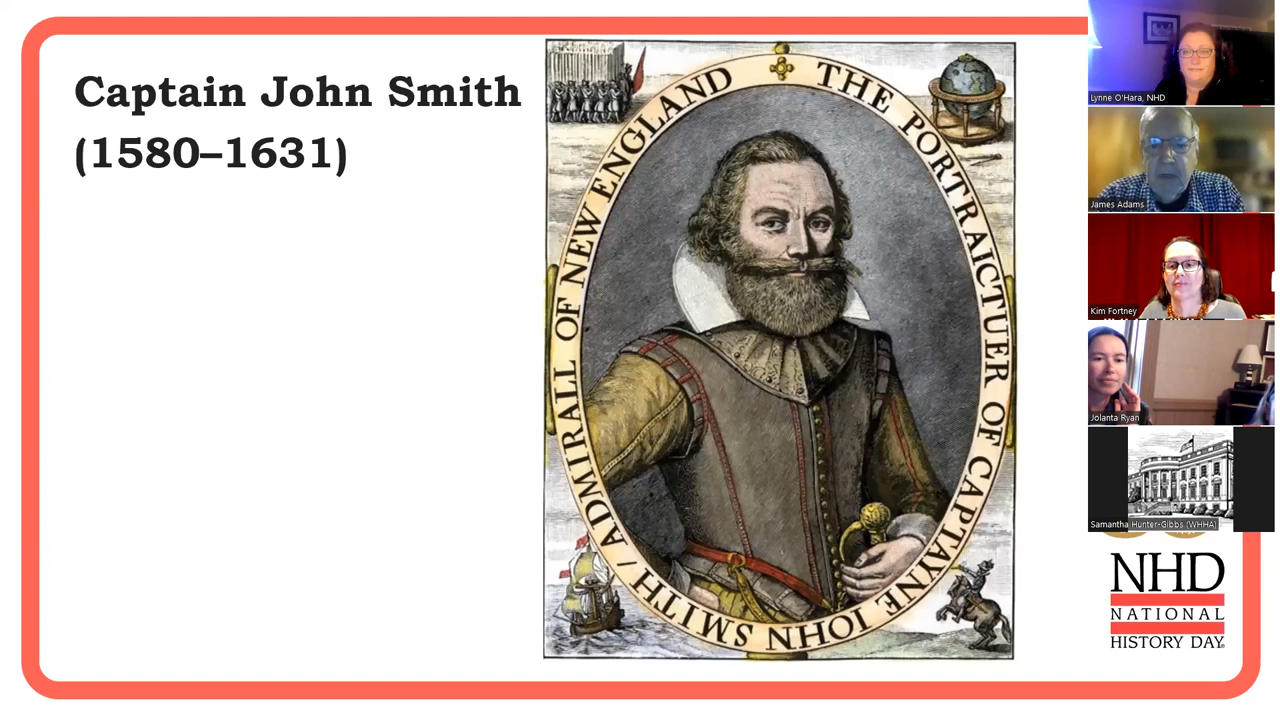 Captain John Smith
(1580–1631)
THE PORTRAICTUER OF CAPTAYNE IOHN SMITH / ADMIRALL OF NEW ENGLAND
Lynne O'Hara, NHD
James Adams
Kim Fortney
Jolanta Ryan
Samantha Hunter-Gibbs (WHHA)
NHD
NATIONAL
HISTORY DAY